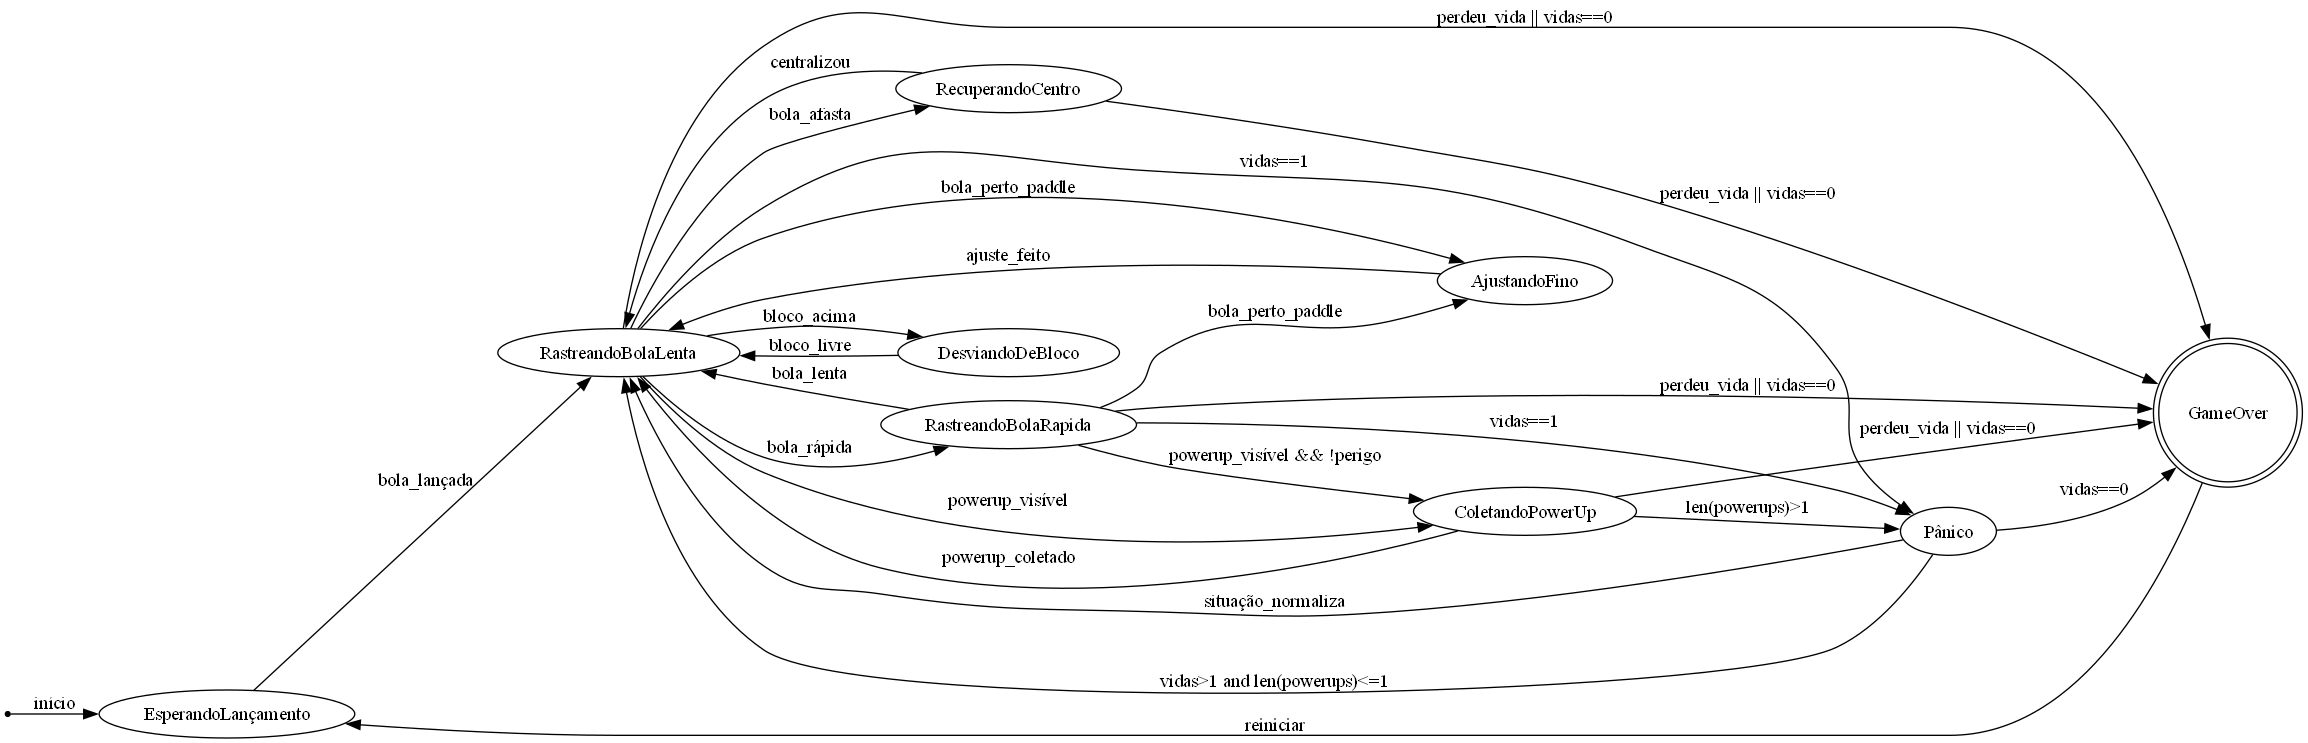 perdeu_vida || vidas==0
centralizou
RecuperandoCentro
bola_afasta
vidas==1
bola_perto_paddle
perdeu_vida || vidas==0
ajuste_feito
AjustandoFino
bola_perto_paddle
bloco_acima
RastreandoBolaLenta
bloco_livre
DesviandoDeBloco
bola_lenta
perdeu_vida || vidas==0
GameOver
RastreandoBolaRapida
vidas==1
perdeu_vida || vidas==0
bola_rápida
powerup_visível && !perigo
bola_lançada
vidas==0
powerup_visível
ColetandoPowerUp
len(powerups)>1
Pânico
powerup_coletado
situação_normaliza
vidas>1 and len(powerups)<=1
início
EsperandoLançamento
reiniciar